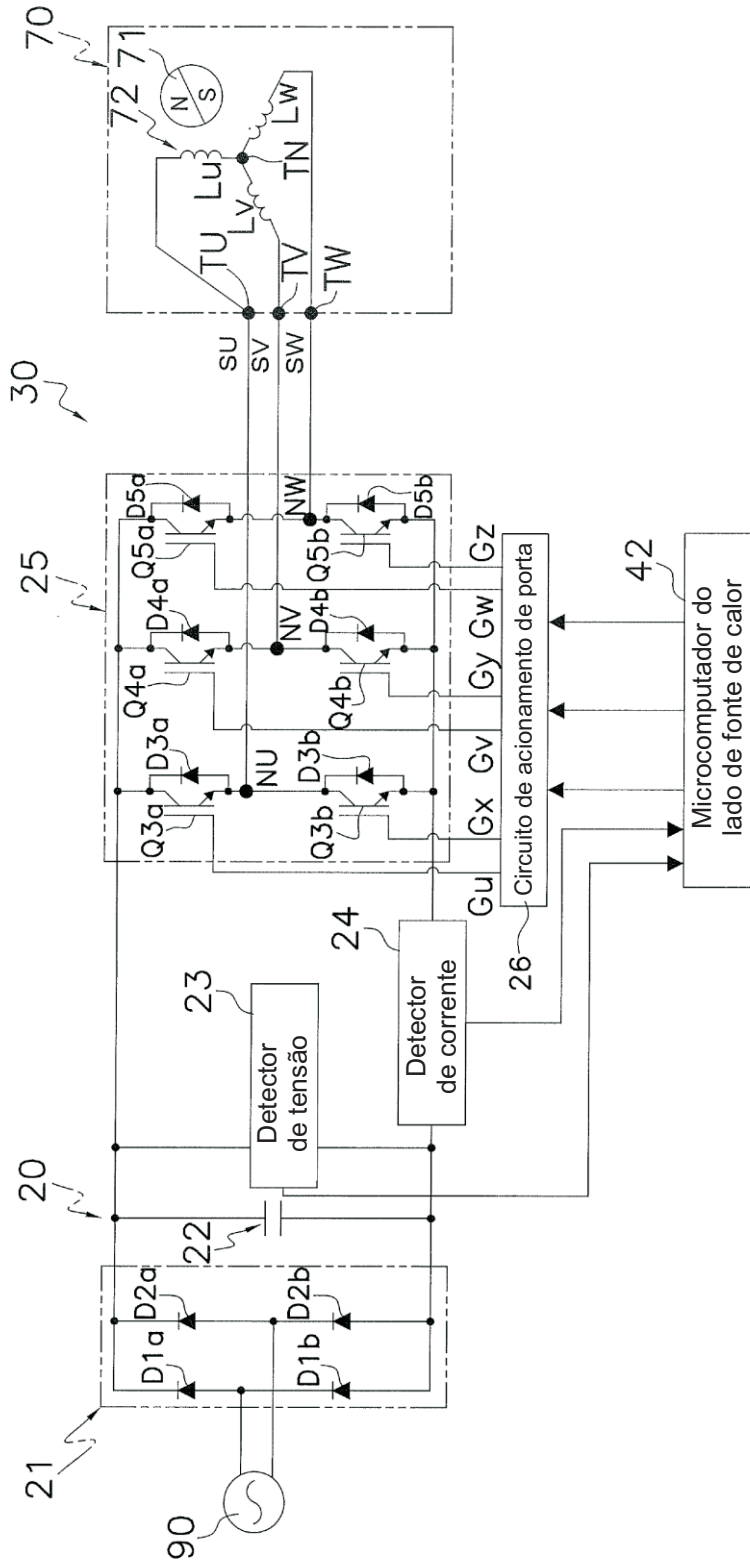 30
70
71
72
N
S
Lu
Lv
Lw
TN
TU
TV
TW
SU
SV
SW
25
Q3a
D3a
Q4a
D4a
Q5a
D5a
NU
NV
NW
Q3b
D3b
Q4b
D4b
Q5b
D5b
20
21
D1a
D2a
D1b
D2b
90
22
23
Detector
de tensão
24
Detector
de corrente
Gu
Gx
Gv
Gy
Gw
Gz
26
Circuito de acionamento de porta
42
Microcomputador do
lado de fonte de calor